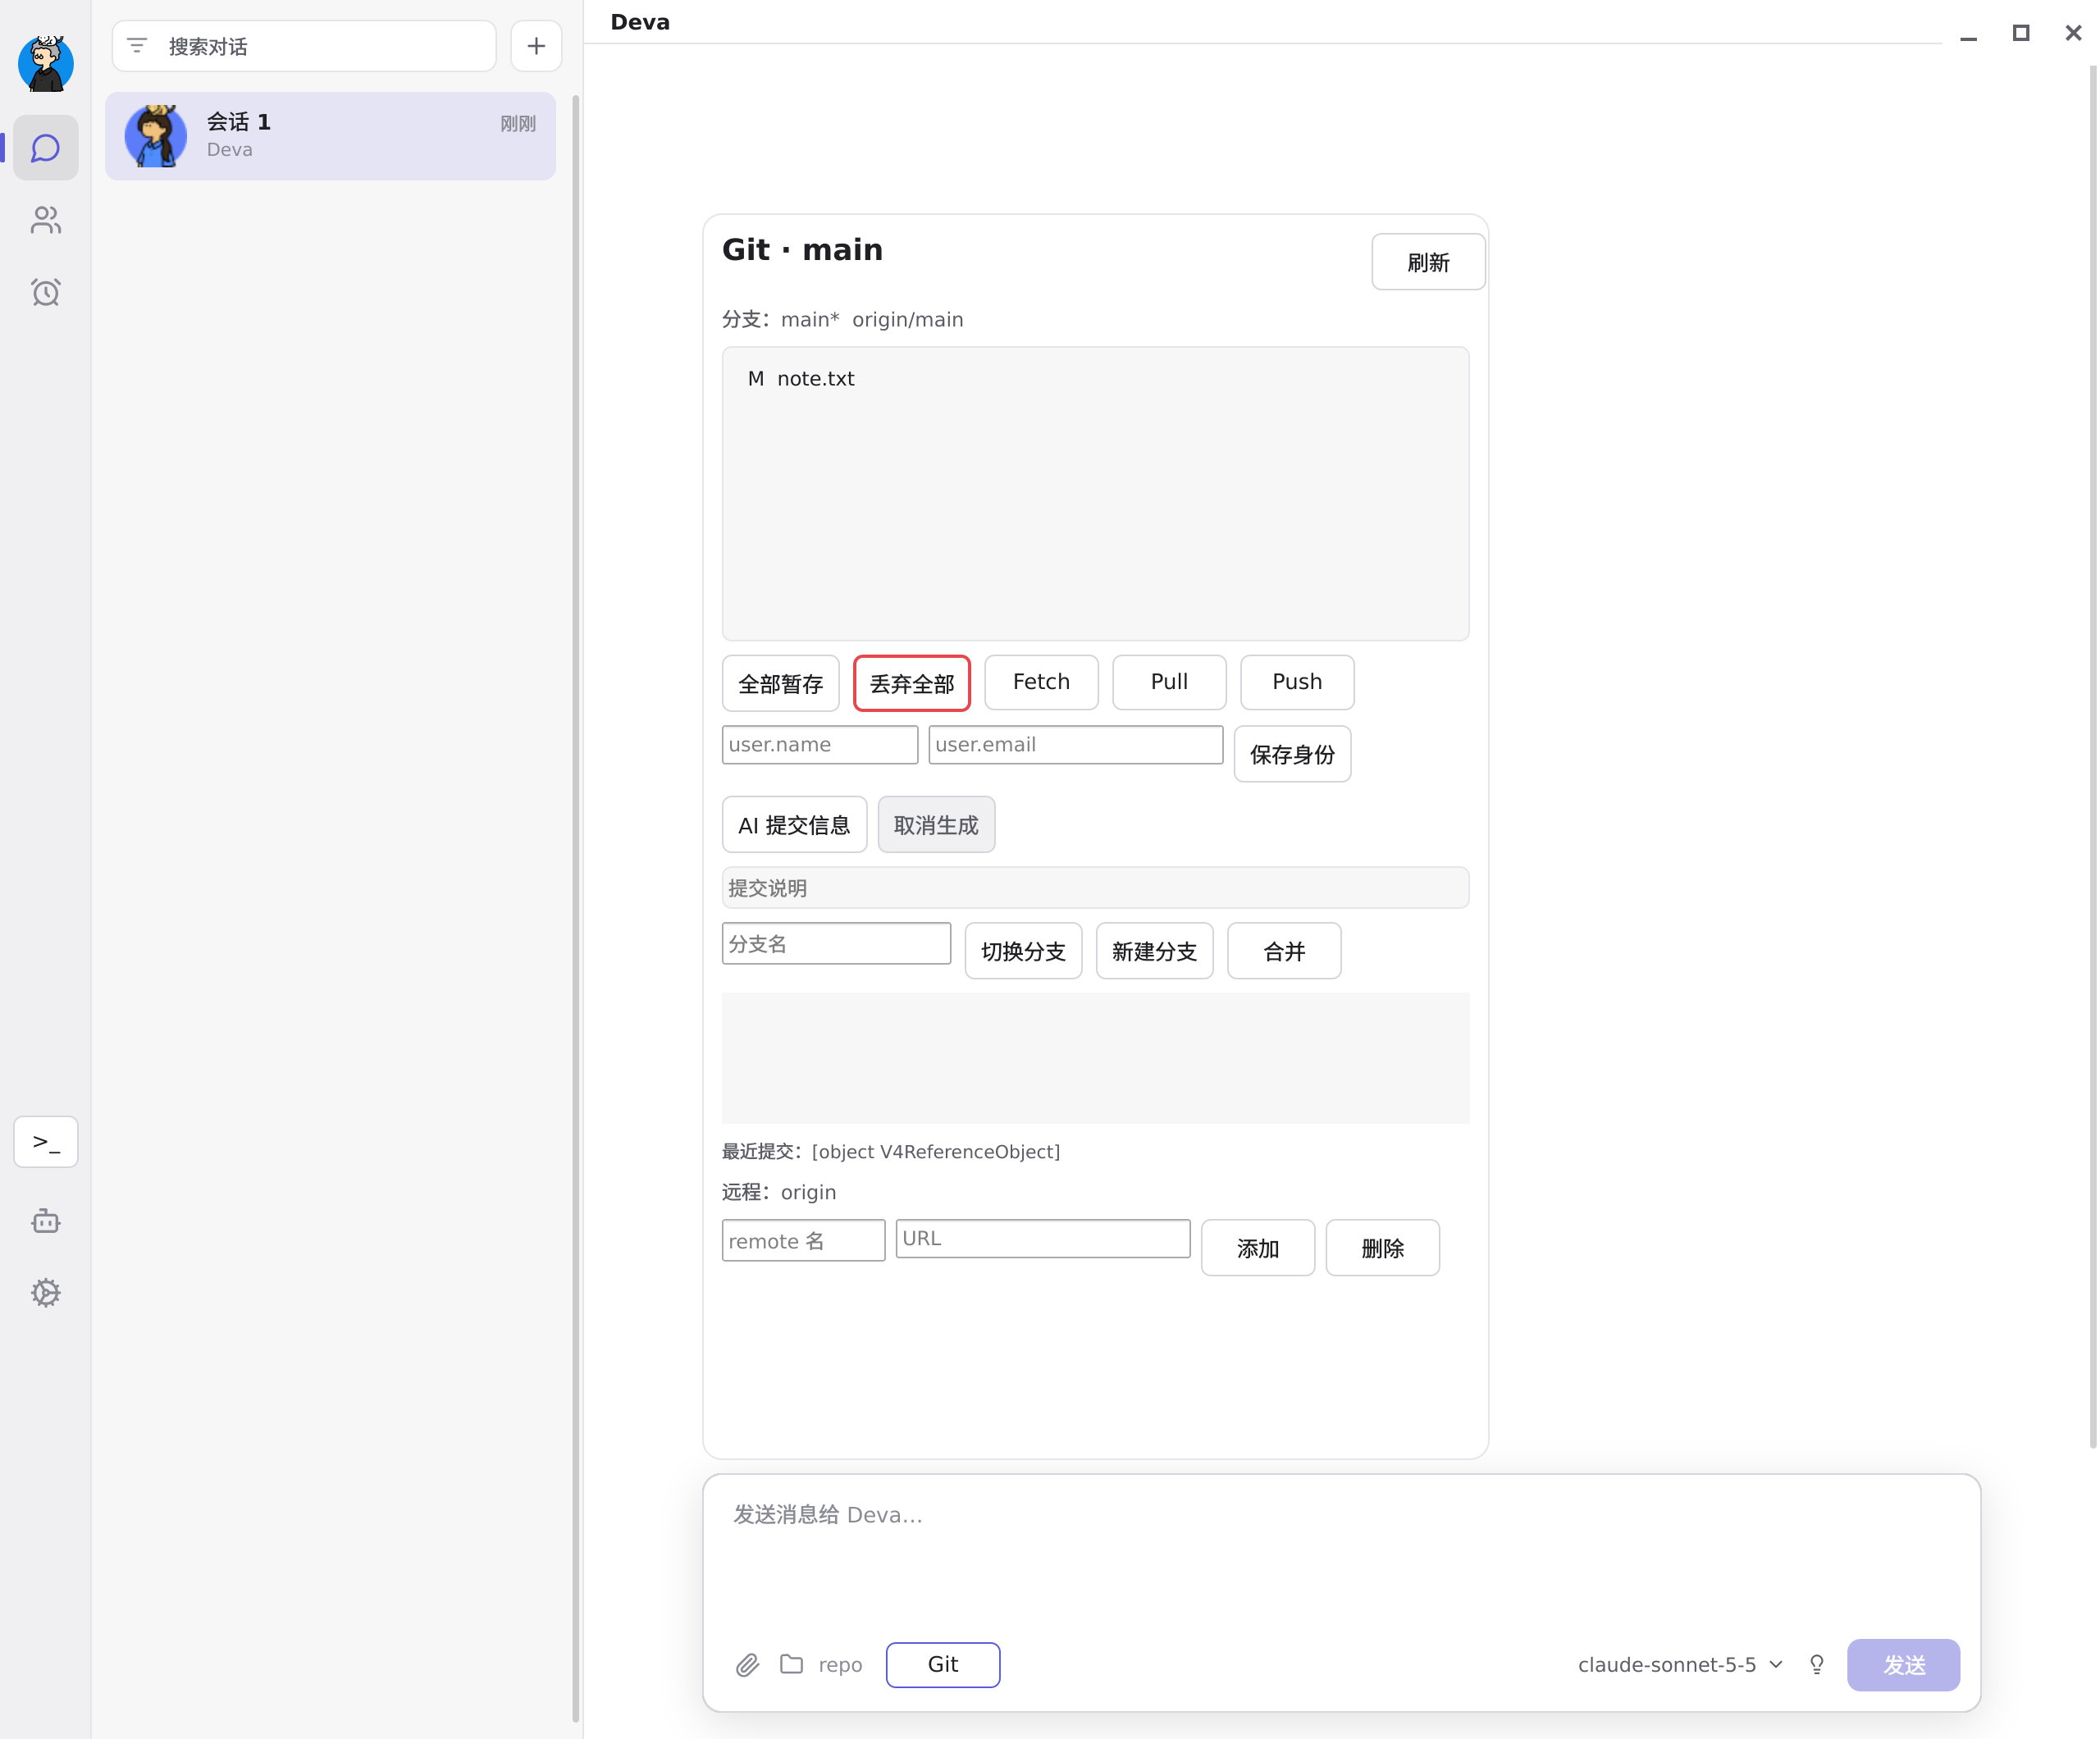 搜索对话
会话 1
刚刚
Deva
>_
Deva
Git · main
刷新
分支：main* origin/main
M note.txt
全部暂存 丢弃全部 Fetch Pull Push
user.name user.email 保存身份
AI 提交信息 取消生成
提交说明
分支名 切换分支 新建分支 合并
最近提交：[object V4ReferenceObject]
远程：origin
remote 名 URL 添加 删除
发送消息给 Deva…
repo Git claude-sonnet-5-5 发送